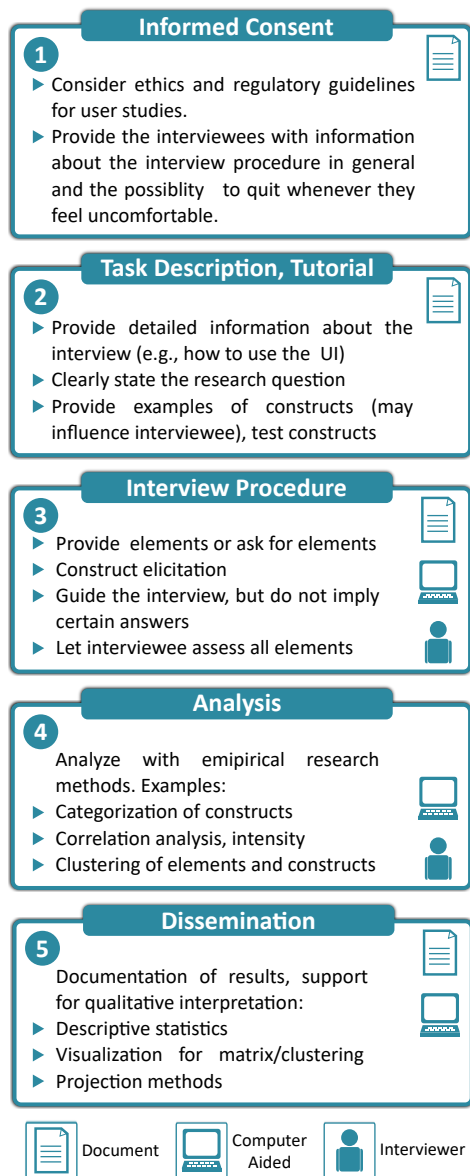 Informed Consent
1
Consider ethics and regulatory guidelines
for user studies.
Provide the interviewees with information
about the interview procedure in general
and the possiblity to quit whenever they
feel uncomfortable.
Task Description, Tutorial
2
Provide detailed information about the
interview (e.g., how to use the UI)
Clearly state the research question
Provide examples of constructs (may
influence interviewee), test constructs
Interview Procedure
3
Provide elements or ask for elements
Construct elicitation
Guide the interview, but do not imply
certain answers
Let interviewee assess all elements
Analysis
4
Analyze with emipirical research
methods. Examples:
Categorization of constructs
Correlation analysis, intensity
Clustering of elements and constructs
Dissemination
5
Documentation of results, support
for qualitative interpretation:
Descriptive statistics
Visualization for matrix/clustering
Projection methods
Document
Computer
Aided
Interviewer